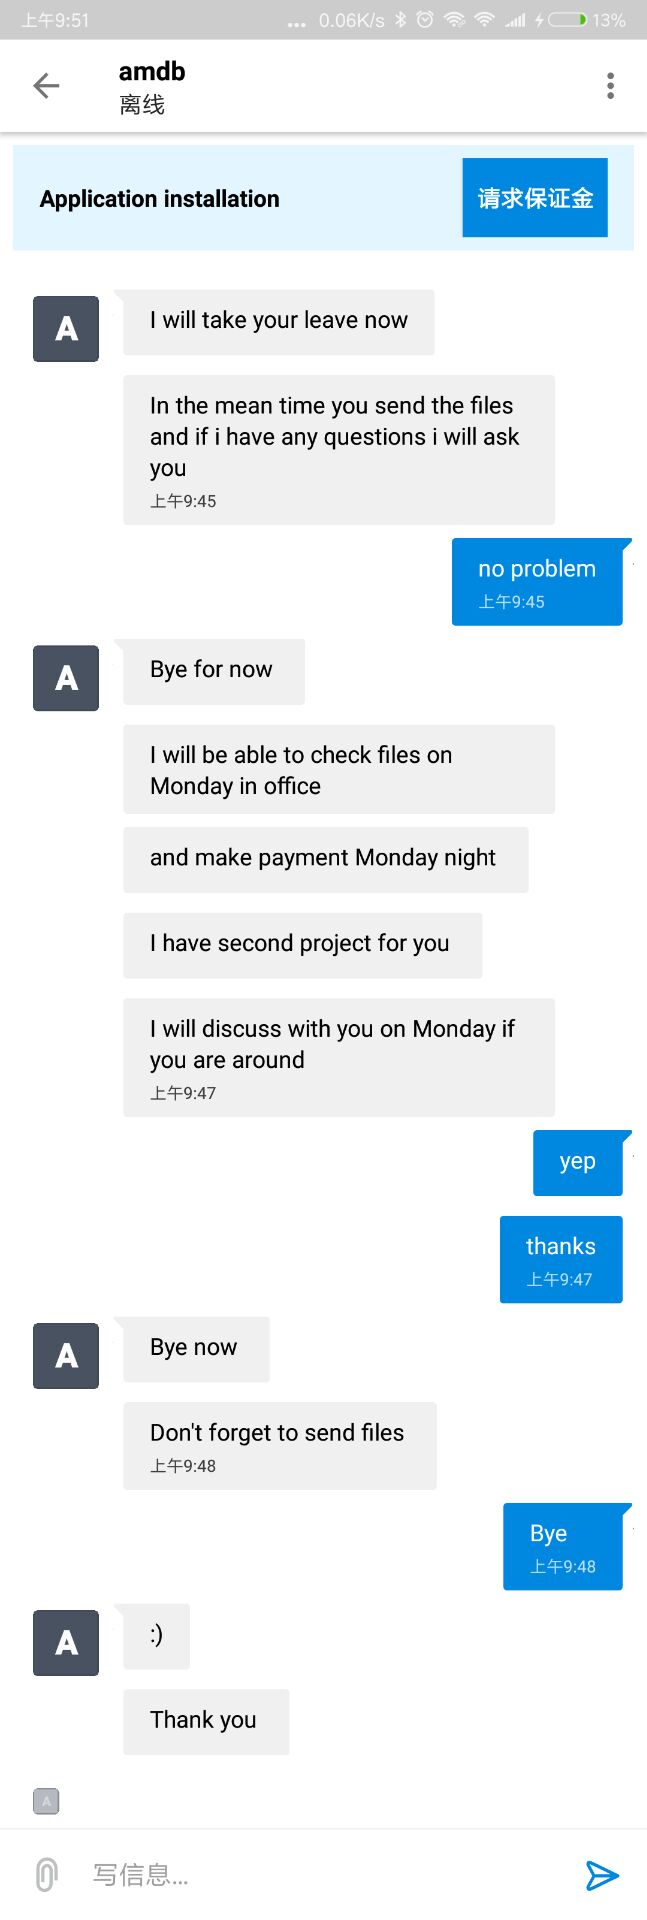 上午9:51
... 0.06K/s 13%
amdb
离线
Application installation
请求保证金
A
I will take your leave now
In the mean time you send the files
and if i have any questions i will ask
you
上午9:45
no problem
上午9:45
A
Bye for now
I will be able to check files on
Monday in office
and make payment Monday night
I have second project for you
I will discuss with you on Monday if
you are around
上午9:47
yep
thanks
上午9:47
A
Bye now
Don't forget to send files
上午9:48
Bye
上午9:48
A
:)
Thank you
A
写信息...